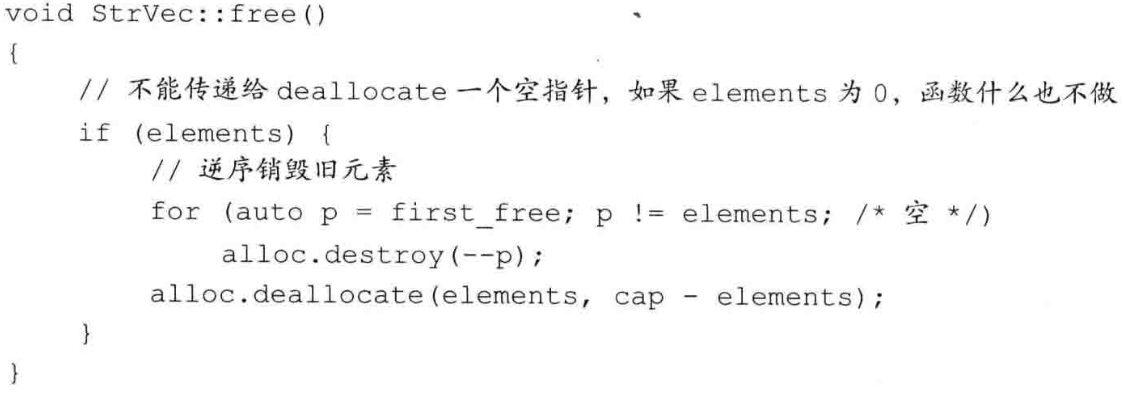 void StrVec::free()
{
    // 不能传递给 deallocate 一个空指针，如果 elements 为 0，函数什么也不做
    if (elements) {
        // 逆序销毁旧元素
        for (auto p = first_free; p != elements; /* 空 */)
            alloc.destroy(--p);
        alloc.deallocate(elements, cap - elements);
    }
}